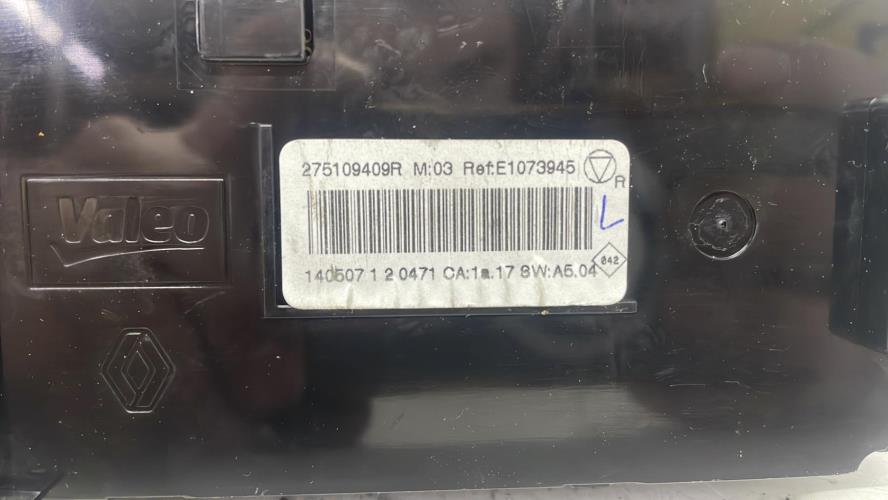 Valeo
275109409R M:03 Ref:E1073945
R
L
140507 1 2 0471 CA:1a.17 SW:A5.04
842